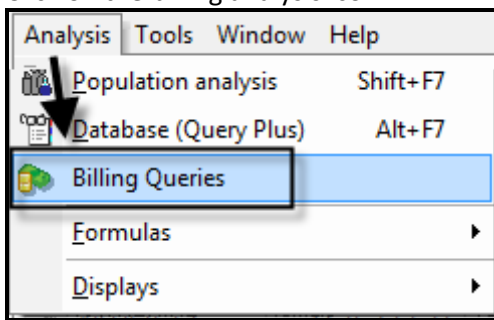 Analysis Tools Window Help
Population analysis Shift+F7
Database (Query Plus) Alt+F7
Billing Queries
Formulas
Displays